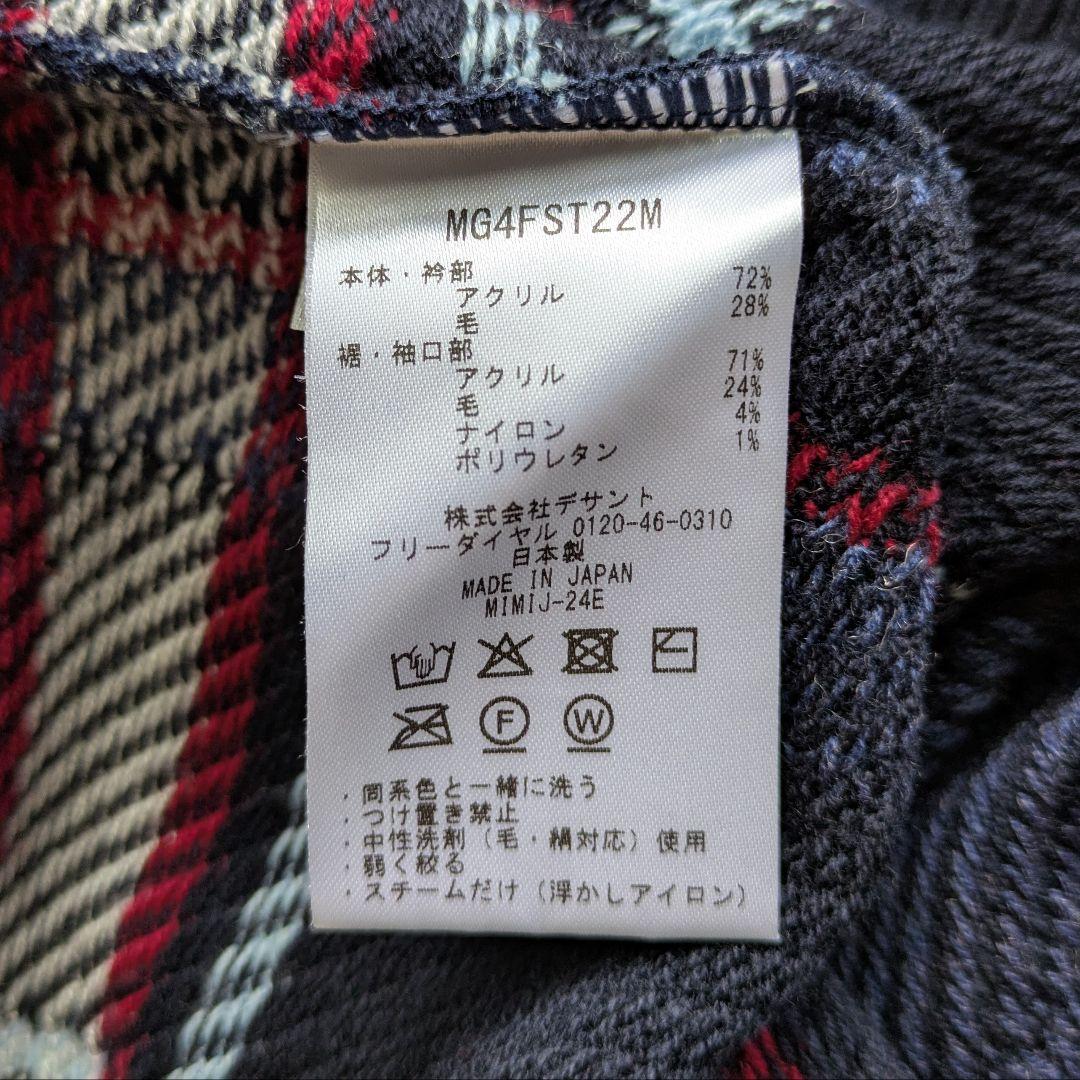 MG4FST22M
本体・衿部
アクリル 72%
毛 28%
裾・袖口部
アクリル 71%
毛 24%
ナイロン 4%
ポリウレタン 1%
株式会社デサント
フリーダイヤル 0120-46-0310
日本製
MADE IN JAPAN
MIMIJ-24E
F W
・同系色と一緒に洗う
・つけ置き禁止
・中性洗剤（毛・絹対応）使用
・弱く絞る
・スチームだけ（浮かしアイロン）